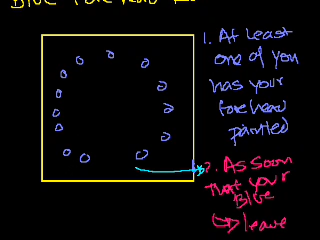 Blue Forehead
1. At least
one of you
has your
forehead
painted
2. As soon
that your
Blue
→ leave